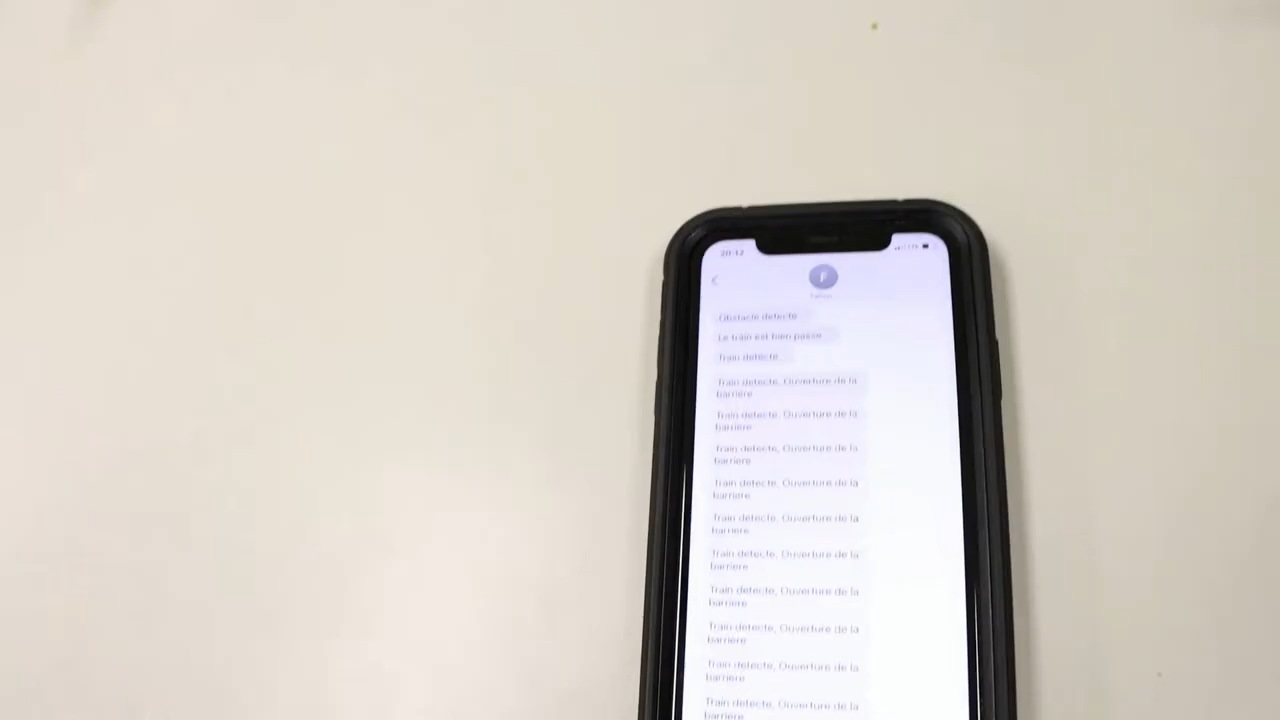 20:12
F
Obstacle detecte
Le train est bien passe
Train detecte
Train detecte, Ouverture de la
barriere
Train detecte, Ouverture de la
barriere
Train detecte, Ouverture de la
barriere
Train detecte, Ouverture de la
barriere
Train detecte, Ouverture de la
barriere
Train detecte, Ouverture de la
barriere
Train detecte, Ouverture de la
barriere
Train detecte, Ouverture de la
barriere
Train detecte, Ouverture de la
barriere
Train detecte, Ouverture de la
barriere